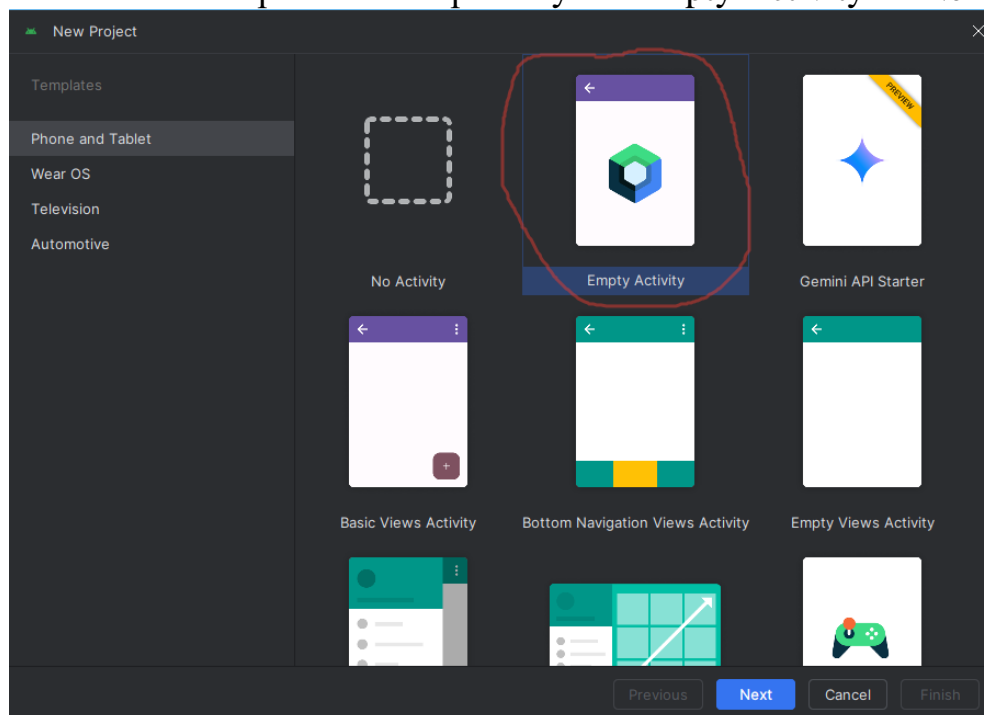 New Project
Templates
Phone and Tablet
Wear OS
Television
Automotive
PREVIEW
No Activity
Empty Activity
Gemini API Starter
Basic Views Activity
Bottom Navigation Views Activity
Empty Views Activity
Previous
Next
Cancel
Finish